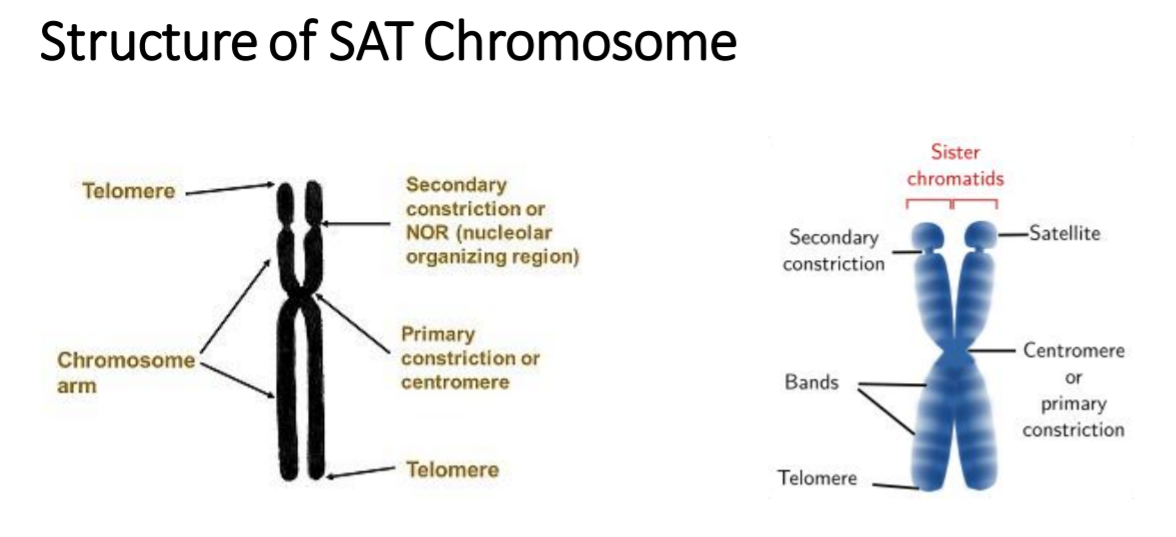 Structure of SAT Chromosome
Telomere
Secondary
constriction or
NOR (nucleolar
organizing region)
Chromosome
arm
Primary
constriction or
centromere
Telomere
Sister
chromatids
Secondary
constriction
Satellite
Centromere
or
primary
constriction
Bands
Telomere